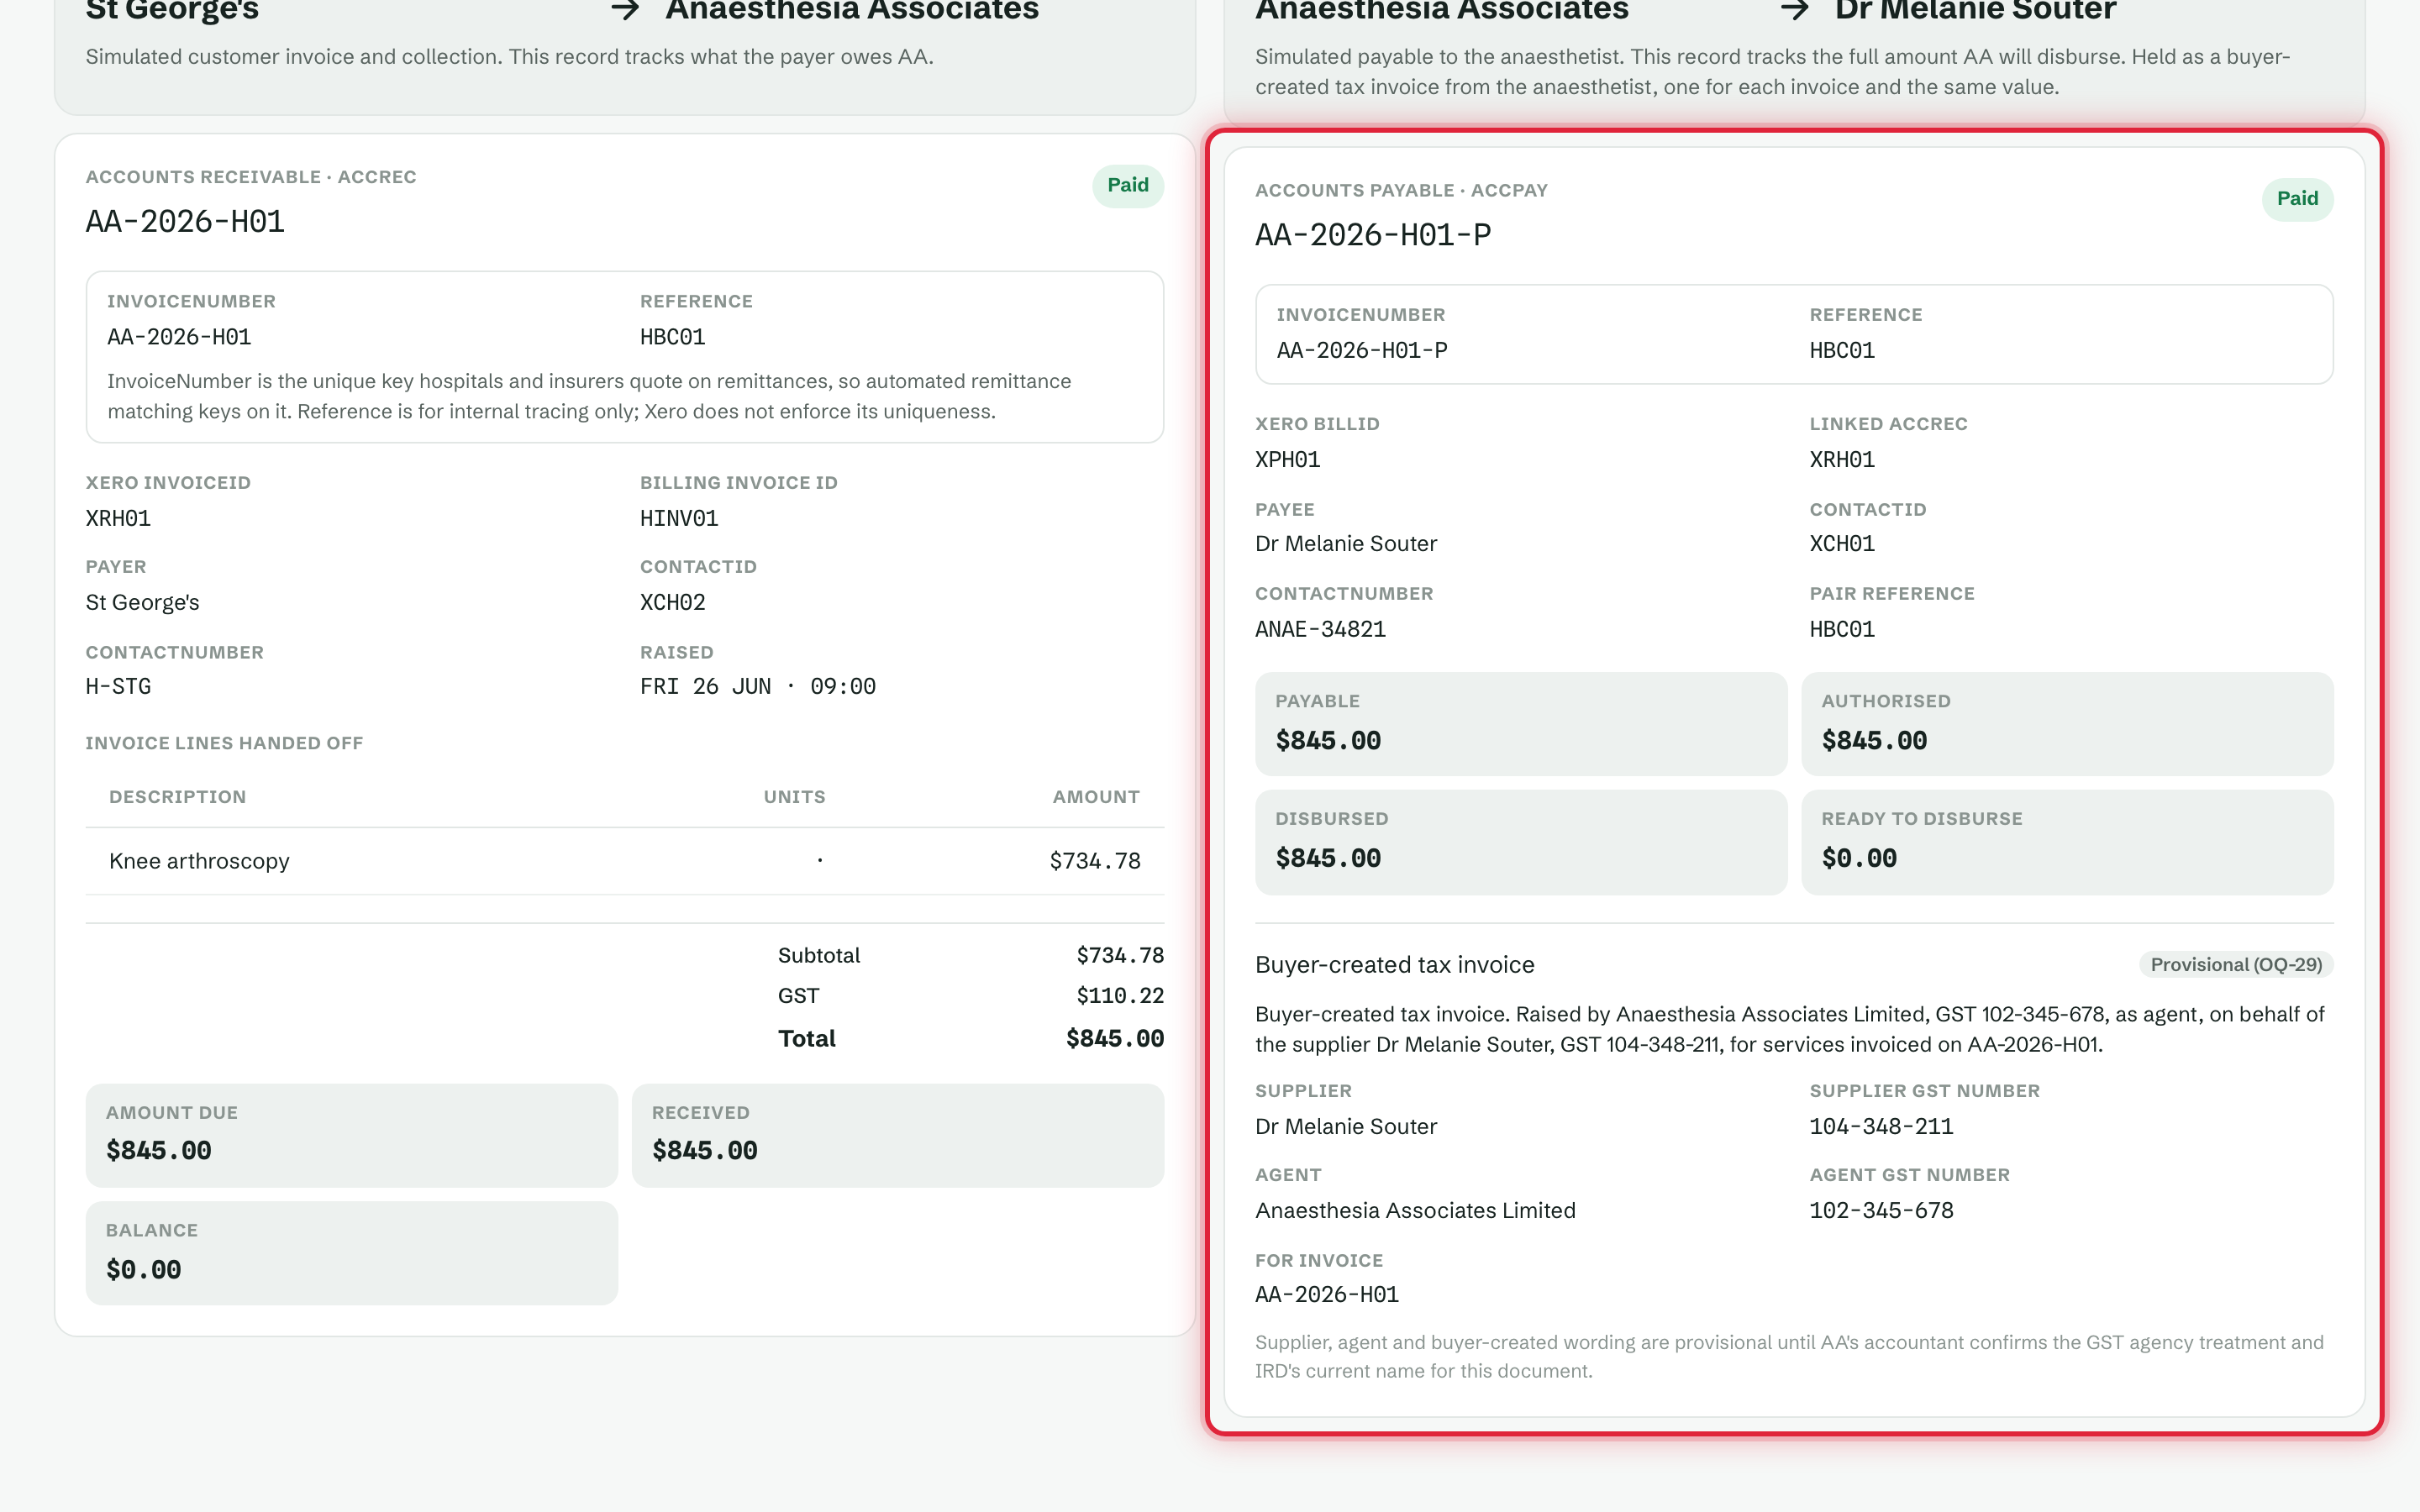 St George's → Anaesthesia Associates
Simulated customer invoice and collection. This record tracks what the payer owes AA.
ACCOUNTS RECEIVABLE · ACCREC
Paid
AA-2026-H01
INVOICENUMBER REFERENCE
AA-2026-H01 HBC01
InvoiceNumber is the unique key hospitals and insurers quote on remittances, so automated remittance
matching keys on it. Reference is for internal tracing only; Xero does not enforce its uniqueness.
XERO INVOICEID BILLING INVOICE ID
XRH01 HINV01
PAYER CONTACTID
St George's XCH02
CONTACTNUMBER RAISED
H-STG FRI 26 JUN · 09:00
INVOICE LINES HANDED OFF
DESCRIPTION UNITS AMOUNT
Knee arthroscopy · $734.78
Subtotal $734.78
GST $110.22
Total $845.00
AMOUNT DUE RECEIVED
$845.00 $845.00
BALANCE
$0.00
Anaesthesia Associates → Dr Melanie Souter
Simulated payable to the anaesthetist. This record tracks the full amount AA will disburse. Held as a buyer-
created tax invoice from the anaesthetist, one for each invoice and the same value.
ACCOUNTS PAYABLE · ACCPAY
Paid
AA-2026-H01-P
INVOICENUMBER REFERENCE
AA-2026-H01-P HBC01
XERO BILLID LINKED ACCREC
XPH01 XRH01
PAYEE CONTACTID
Dr Melanie Souter XCH01
CONTACTNUMBER PAIR REFERENCE
ANAE-34821 HBC01
PAYABLE AUTHORISED
$845.00 $845.00
DISBURSED READY TO DISBURSE
$845.00 $0.00
Buyer-created tax invoice Provisional (OQ-29)
Buyer-created tax invoice. Raised by Anaesthesia Associates Limited, GST 102-345-678, as agent, on behalf of
the supplier Dr Melanie Souter, GST 104-348-211, for services invoiced on AA-2026-H01.
SUPPLIER SUPPLIER GST NUMBER
Dr Melanie Souter 104-348-211
AGENT AGENT GST NUMBER
Anaesthesia Associates Limited 102-345-678
FOR INVOICE
AA-2026-H01
Supplier, agent and buyer-created wording are provisional until AA's accountant confirms the GST agency treatment and
IRD's current name for this document.